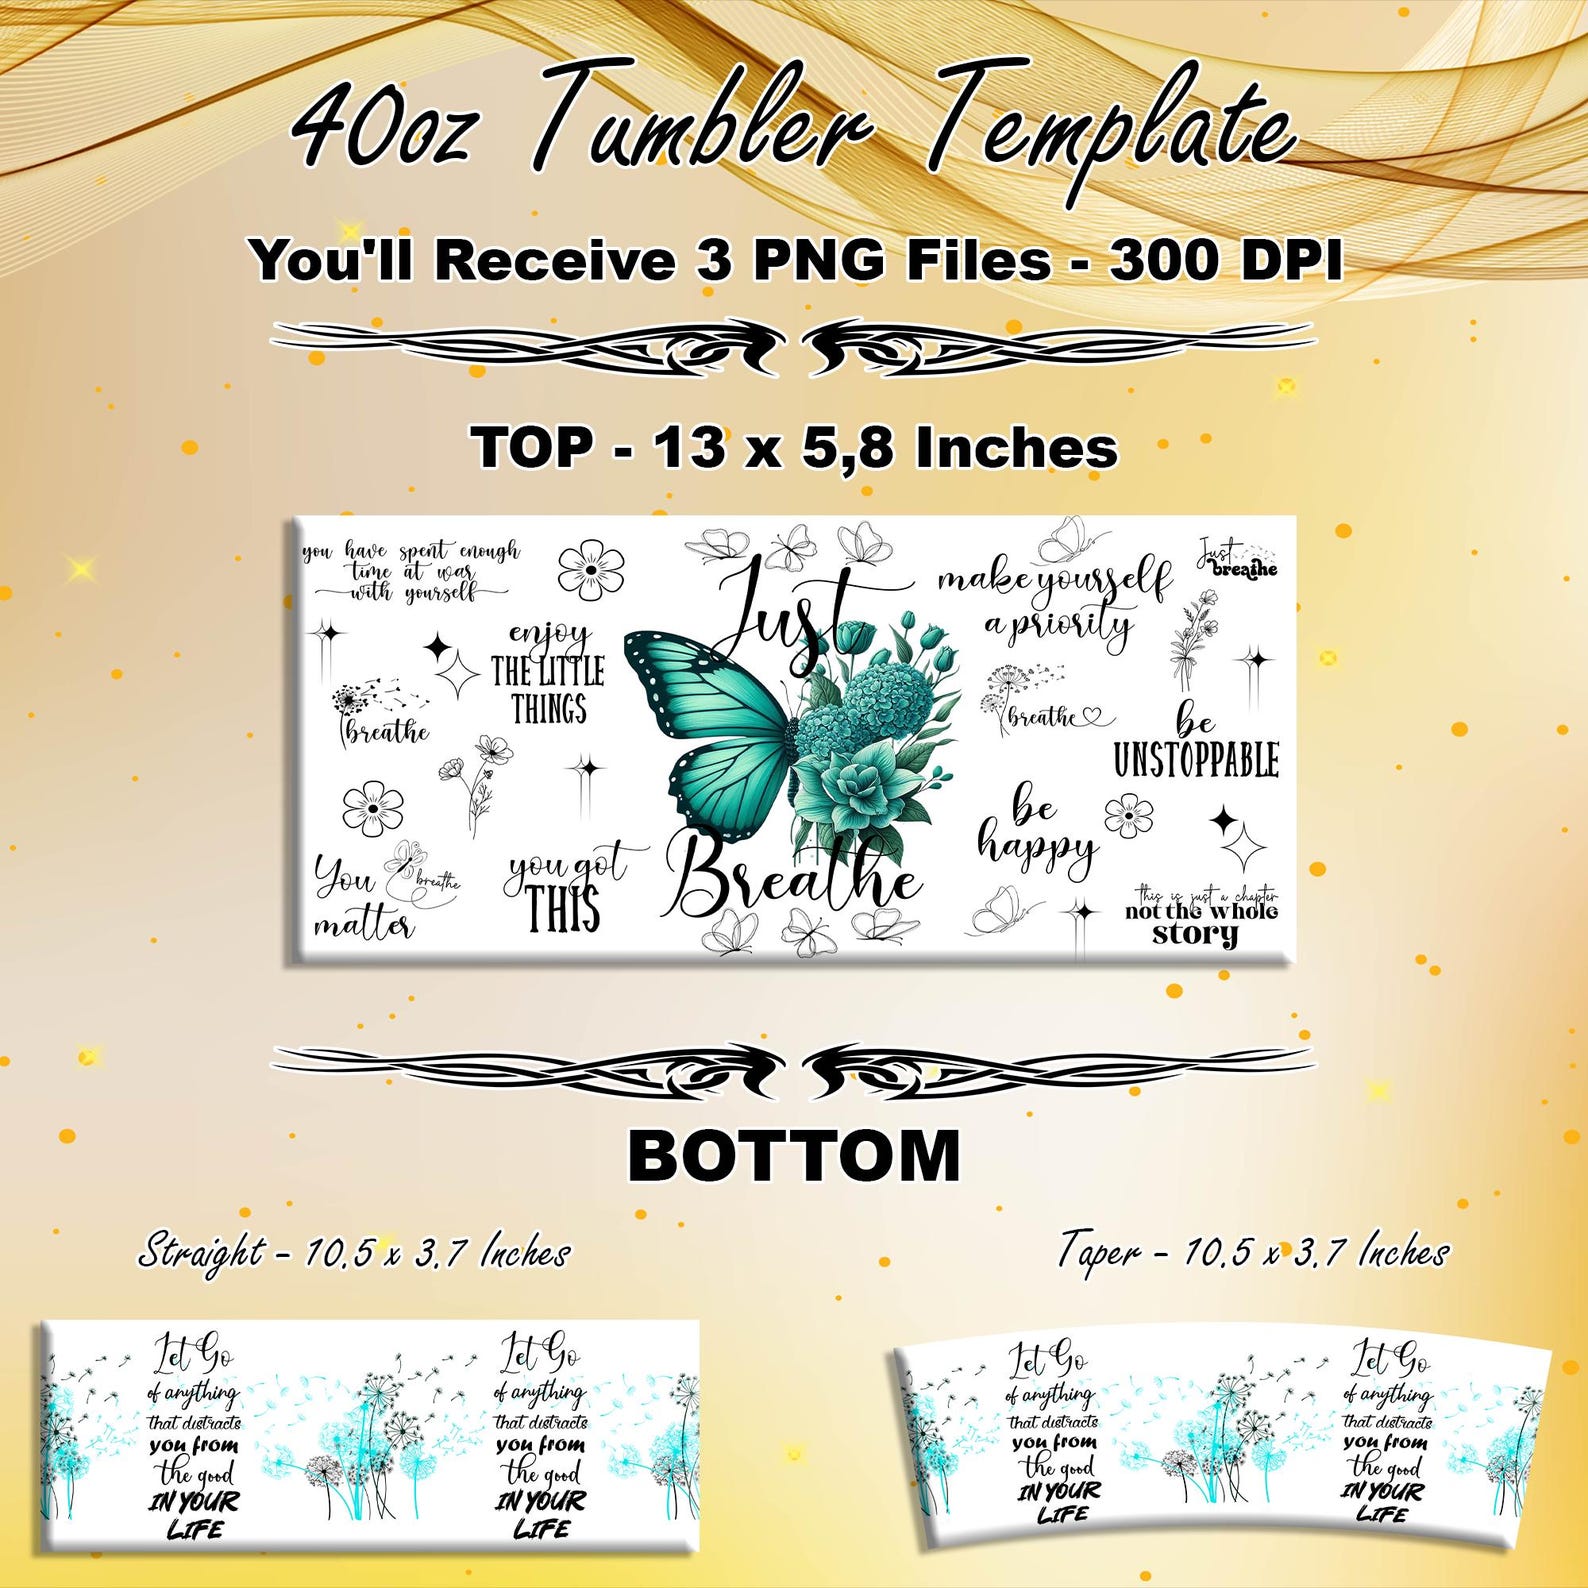 40oz Tumbler Template
You'll Receive 3 PNG Files - 300 DPI
TOP - 13 x 5,8 Inches
you have spent enough
time at war
with yourself
enjoy
THE LITTLE
THINGS
breathe
You
matter
breathe
you got
THIS
Just
Breathe
make yourself
a priority
Just
breathe
breathe
be
UNSTOPPABLE
be
happy
this is just a chapter
not the whole
story
BOTTOM
Straight - 10.5 x 3.7 Inches
Let Go
of anything
that distracts
you from
the good
IN YOUR
LIFE
Let Go
of anything
that distracts
you from
the good
IN YOUR
LIFE
Taper - 10.5 x 3.7 Inches
Let Go
of anything
that distracts
you from
the good
IN YOUR
LIFE
Let Go
of anything
that distracts
you from
the good
IN YOUR
LIFE